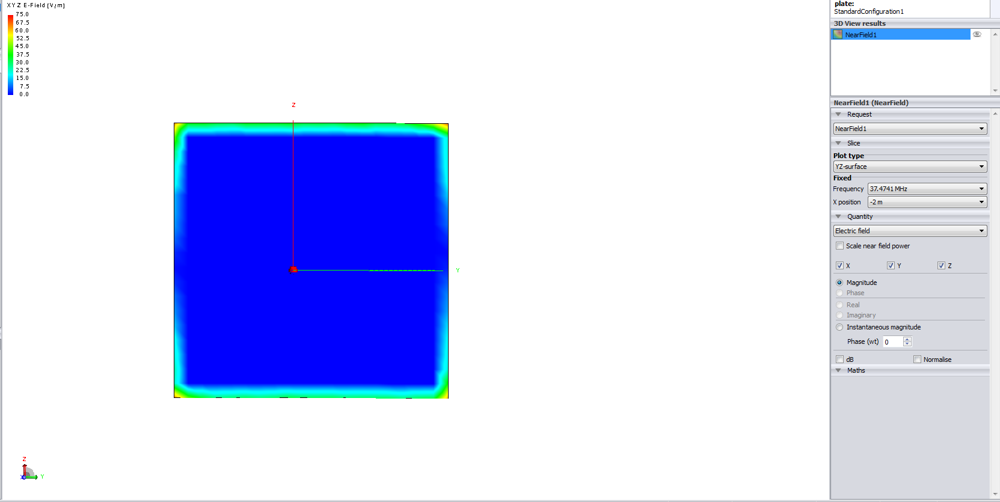 XYZ E-Field [V/m]
75.0
67.5
60.0
52.5
45.0
37.5
30.0
22.5
15.0
7.5
0.0
Z
Y
Z
X
Y
plate:
StandardConfiguration1
3D View results
NearField1
NearField1 (NearField)
Request
NearField1
Slice
Plot type
YZ-surface
Fixed
Frequency 37.4741 MHz
X position -2 m
Quantity
Electric field
Scale near field power
X Y Z
Magnitude
Phase
Real
Imaginary
Instantaneous magnitude
Phase (wt) 0
dB Normalise
Maths